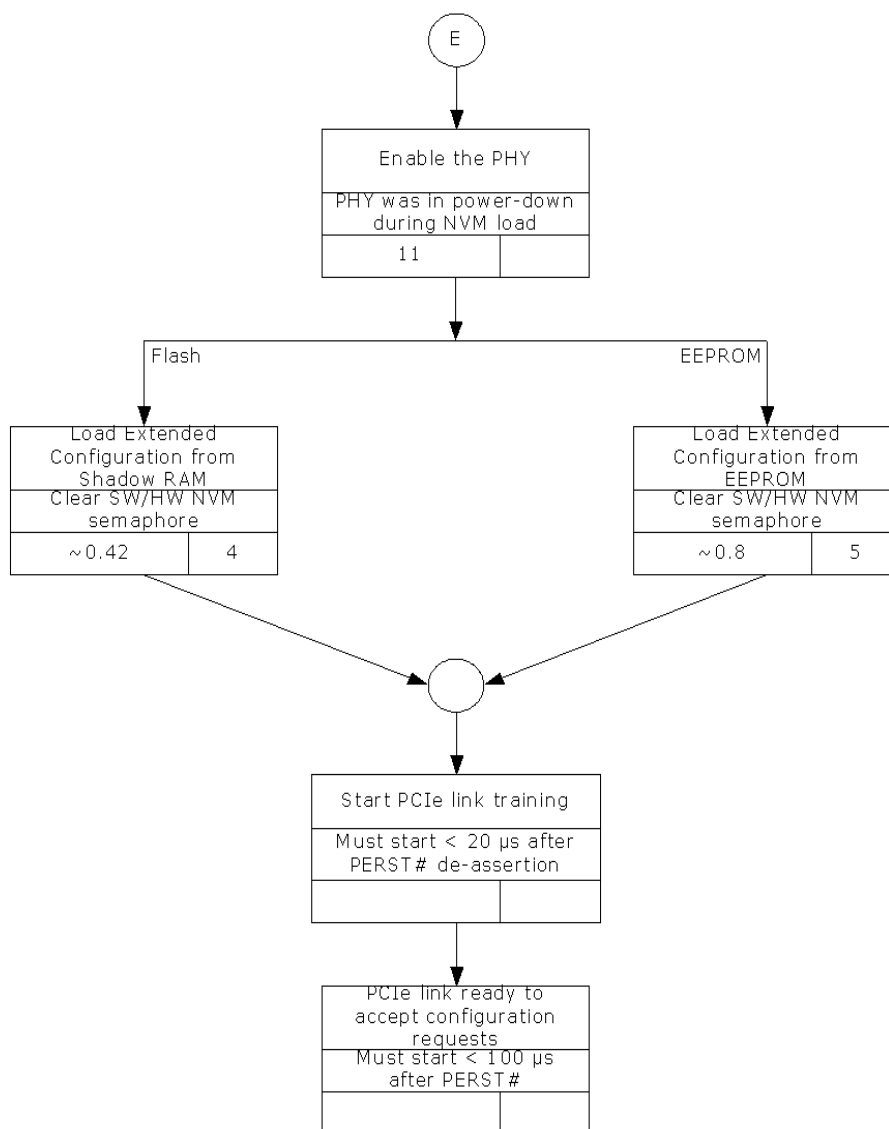 E
Enable the PHY
PHY was in power-down
during NVM load
11
Flash
EEPROM
Load Extended
Configuration from
Shadow RAM
Clear SW/HW NVM
semaphore
~0.42
4
Load Extended
Configuration from
EEPROM
Clear SW/HW NVM
semaphore
~0.8
5
Start PCIe link training
Must start < 20 µs after
PERST# de-assertion
PCIe link ready to
accept configuration
requests
Must start < 100 µs
after PERST#